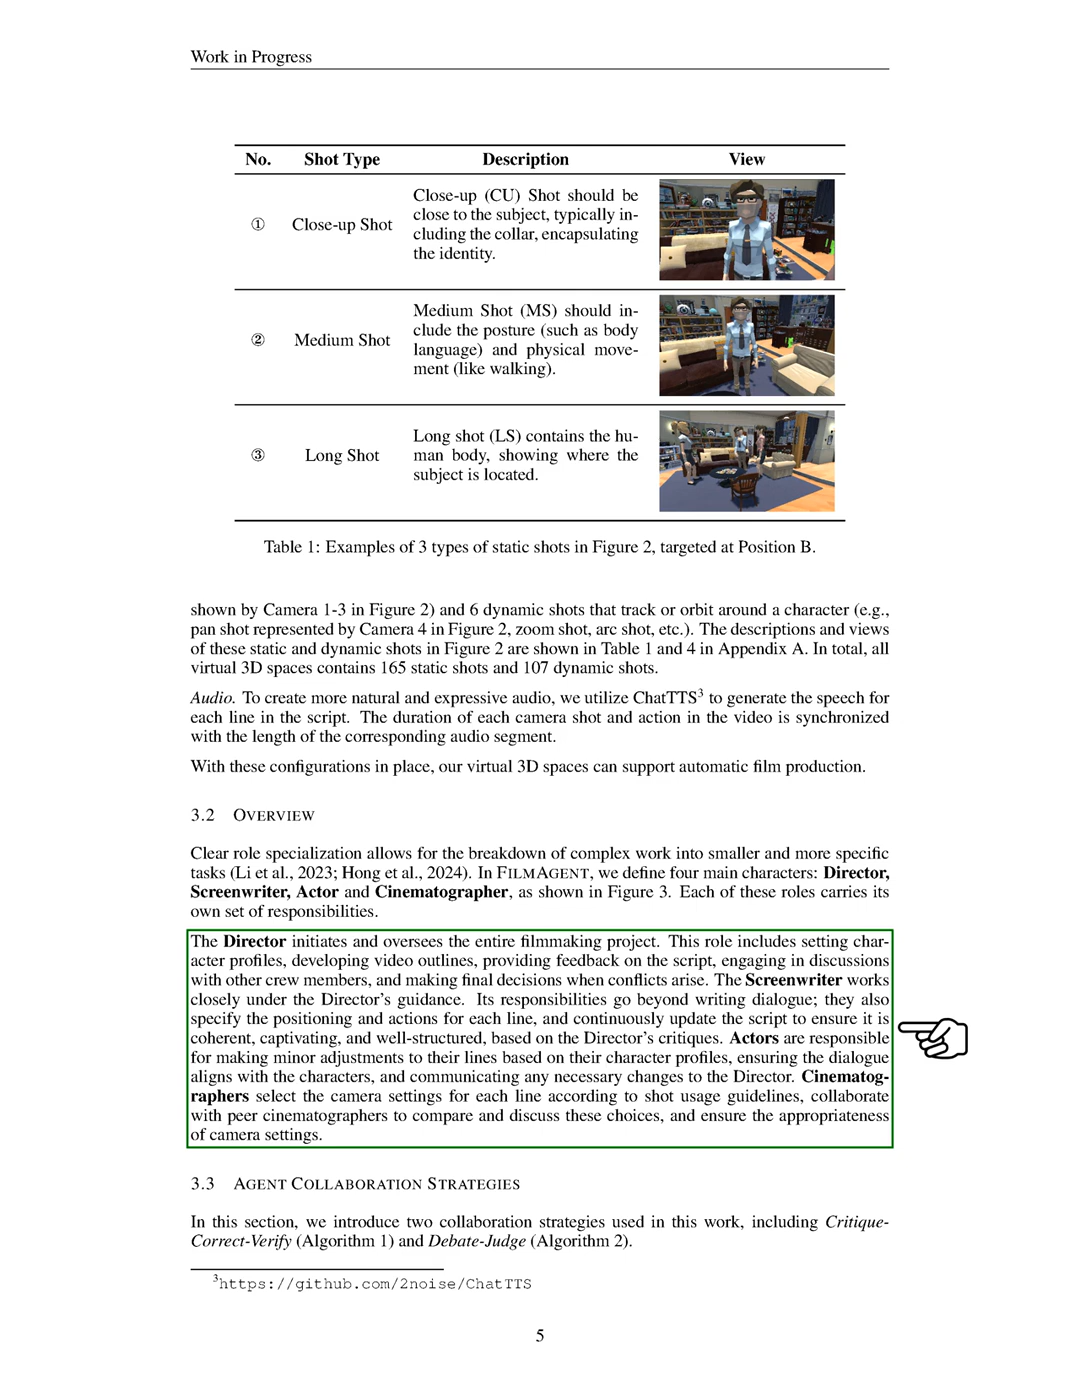 Work in Progress
No. Shot Type Description View
① Close-up Shot
Close-up (CU) Shot should be
close to the subject, typically in-
cluding the collar, encapsulating
the identity.
② Medium Shot
Medium Shot (MS) should in-
clude the posture (such as body
language) and physical move-
ment (like walking).
③ Long Shot
Long shot (LS) contains the hu-
man body, showing where the
subject is located.
Table 1: Examples of 3 types of static shots in Figure 2, targeted at Position B.
shown by Camera 1-3 in Figure 2) and 6 dynamic shots that track or orbit around a character (e.g.,
pan shot represented by Camera 4 in Figure 2, zoom shot, arc shot, etc.). The descriptions and views
of these static and dynamic shots in Figure 2 are shown in Table 1 and 4 in Appendix A. In total, all
virtual 3D spaces contains 165 static shots and 107 dynamic shots.
Audio. To create more natural and expressive audio, we utilize ChatTTS3 to generate the speech for
each line in the script. The duration of each camera shot and action in the video is synchronized
with the length of the corresponding audio segment.
With these configurations in place, our virtual 3D spaces can support automatic film production.
3.2 OVERVIEW
Clear role specialization allows for the breakdown of complex work into smaller and more specific
tasks (Li et al., 2023; Hong et al., 2024). In FILMAGENT, we define four main characters: Director,
Screenwriter, Actor and Cinematographer, as shown in Figure 3. Each of these roles carries its
own set of responsibilities.
The Director initiates and oversees the entire filmmaking project. This role includes setting char-
acter profiles, developing video outlines, providing feedback on the script, engaging in discussions
with other crew members, and making final decisions when conflicts arise. The Screenwriter works
closely under the Director's guidance. Its responsibilities go beyond writing dialogue; they also
specify the positioning and actions for each line, and continuously update the script to ensure it is
coherent, captivating, and well-structured, based on the Director's critiques. Actors are responsible
for making minor adjustments to their lines based on their character profiles, ensuring the dialogue
aligns with the characters, and communicating any necessary changes to the Director. Cinematog-
raphers select the camera settings for each line according to shot usage guidelines, collaborate
with peer cinematographers to compare and discuss these choices, and ensure the appropriateness
of camera settings.
3.3 AGENT COLLABORATION STRATEGIES
In this section, we introduce two collaboration strategies used in this work, including Critique-
Correct-Verify (Algorithm 1) and Debate-Judge (Algorithm 2).
3https://github.com/2noise/ChatTTS
5